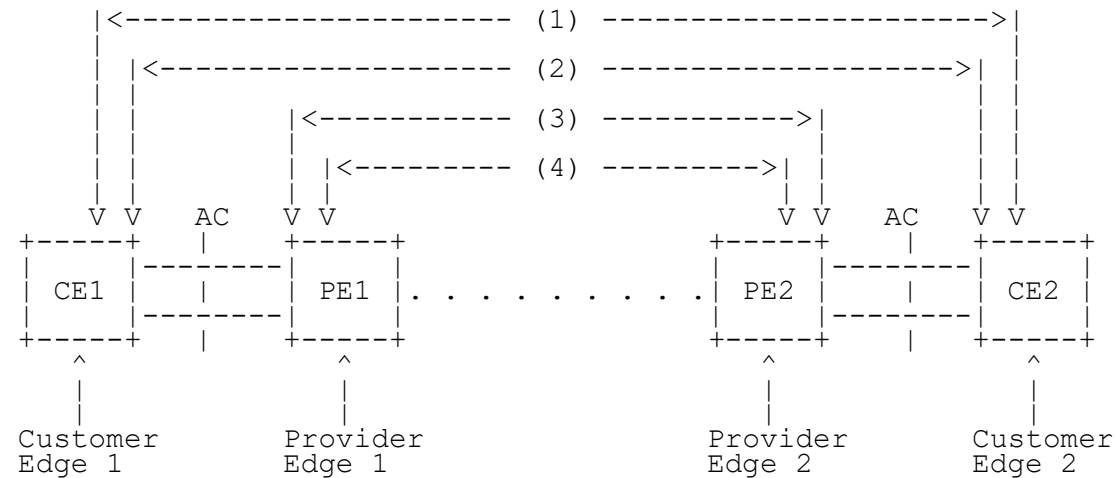 |<---------------------- (1) ---------------------->|
|<-------------------- (2) -------------------->|
|<----------- (3) ----------->|
|<--------- (4) --------->|
V V AC V V V V AC V V
+-----+ | +-----+ +-----+ | +-----+
| |--------| | | |--------| |
| CE1 | | | PE1 |. . . . . . . . . .| PE2 | | | CE2 |
| |--------| | | |--------| |
+-----+ | +-----+ +-----+ | +-----+
^ ^ ^ ^
| | | |
| | | |
Customer Provider Provider Customer
Edge 1 Edge 1 Edge 2 Edge 2